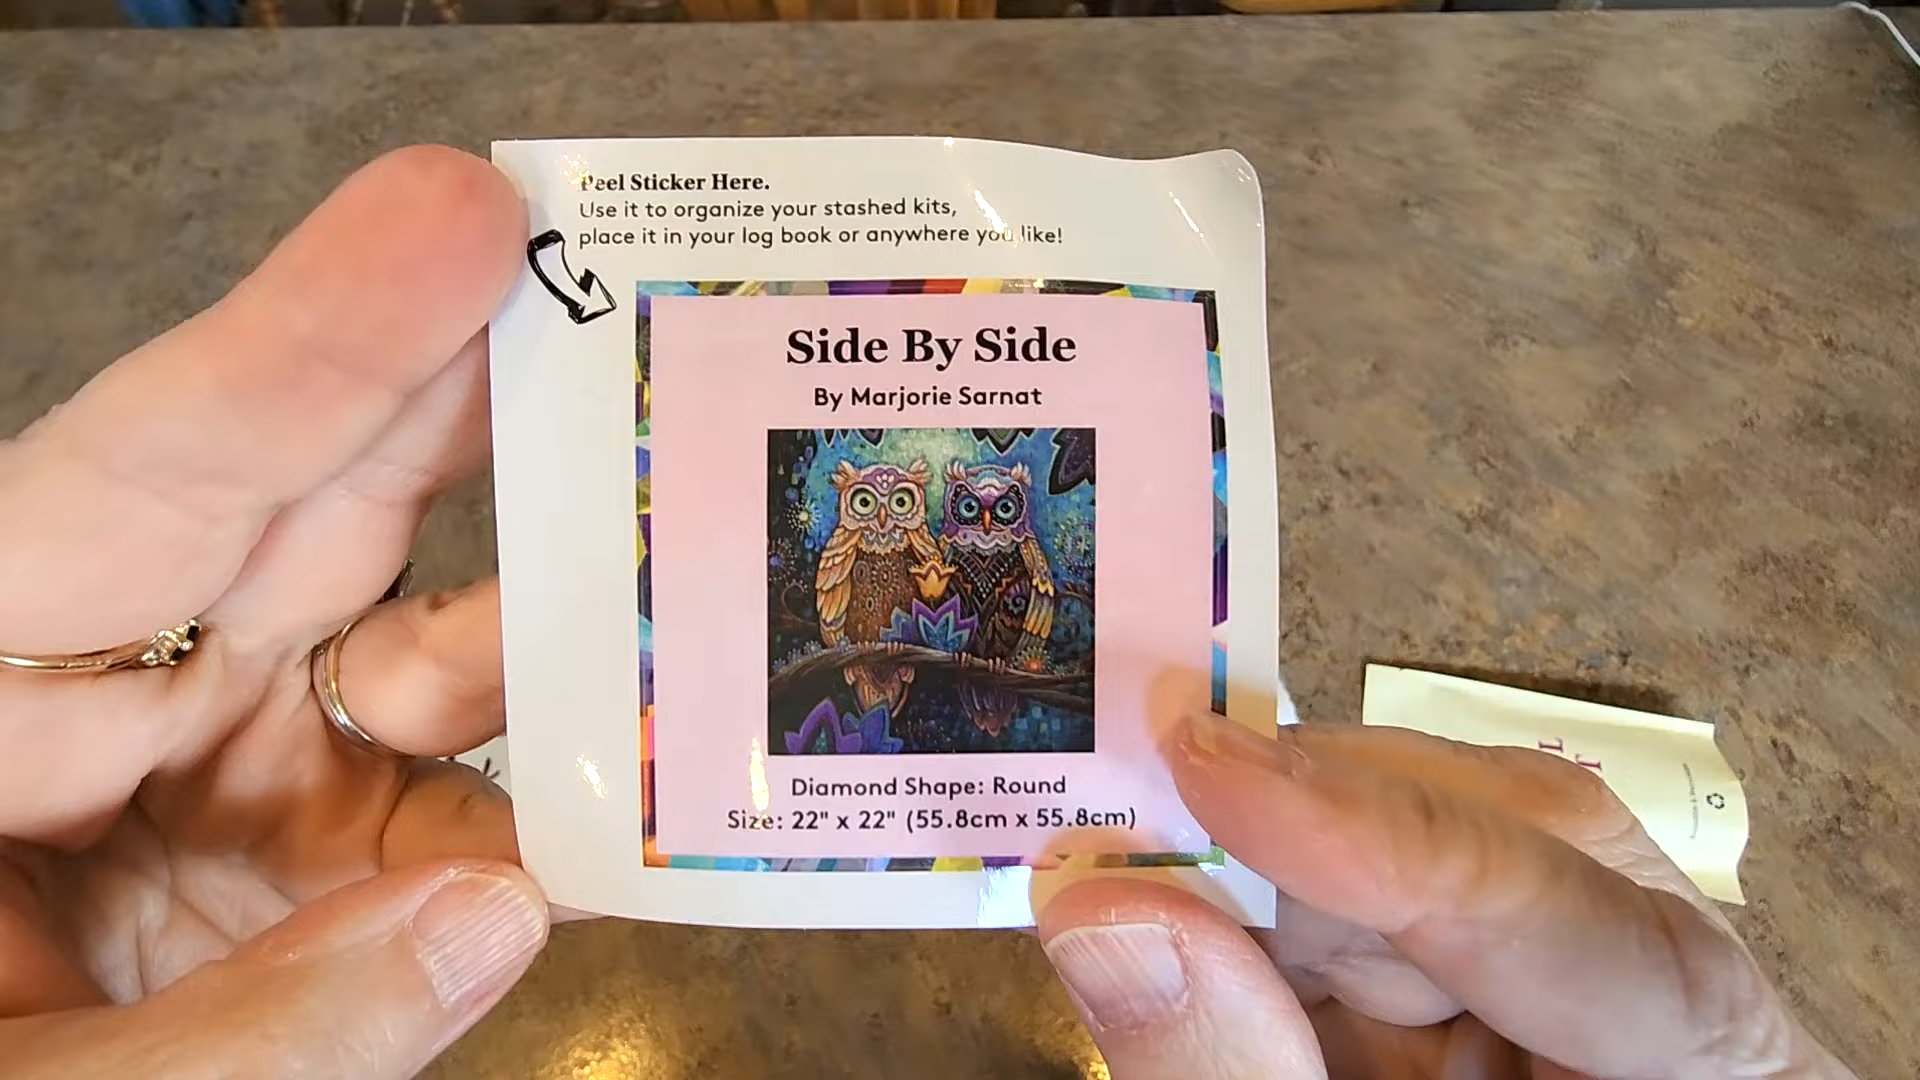 Peel Sticker Here.
Use it to organize your stashed kits,
place it in your log book or anywhere you like!
Side By Side
By Marjorie Sarnat
Diamond Shape: Round
Size: 22" x 22" (55.8cm x 55.8cm)